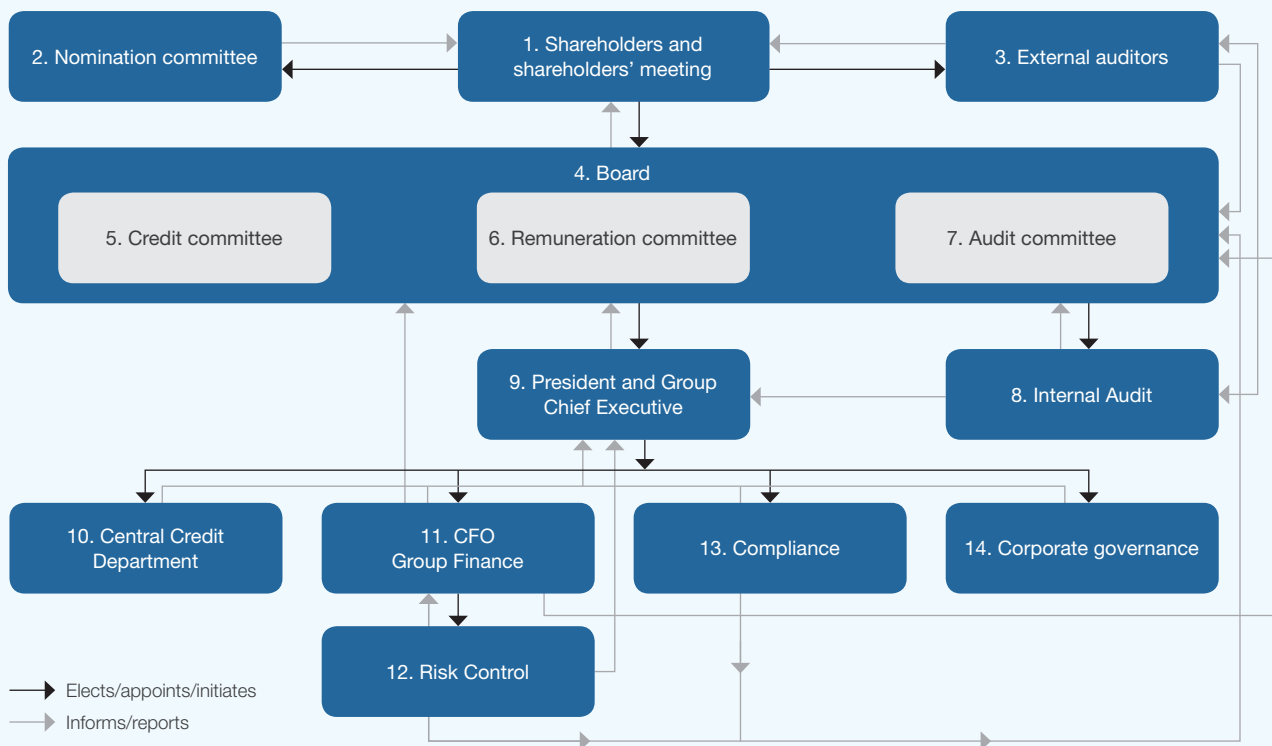 2. Nomination committee
1. Shareholders and
shareholders’ meeting
3. External auditors
4. Board
5. Credit committee
6. Remuneration committee
7. Audit committee
9. President and Group
Chief Executive
8. Internal Audit
10. Central Credit
Department
11. CFO
Group Finance
13. Compliance
14. Corporate governance
12. Risk Control
Elects/appoints/initiates
Informs/reports